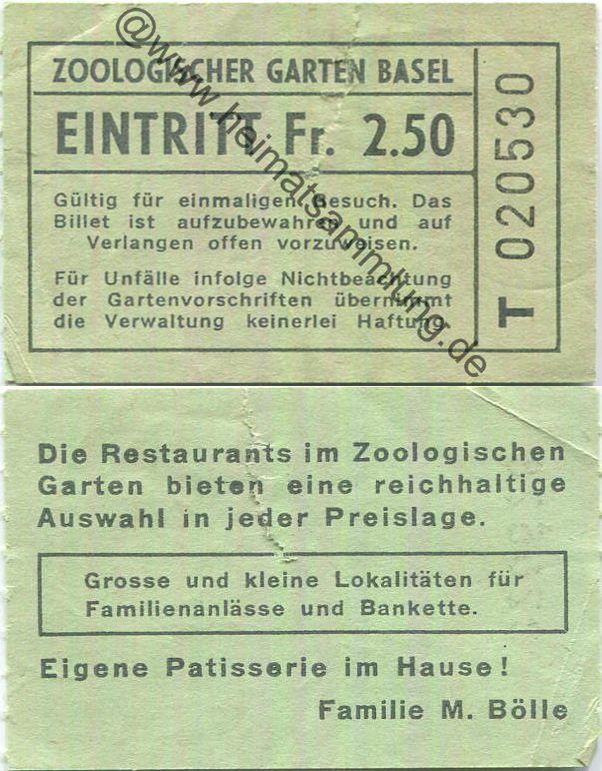 ZOOLOGISCHER GARTEN BASEL
EINTRITT Fr. 2.50
Gültig für einmaligen Besuch. Das
Billet ist aufzubewahren und auf
Verlangen offen vorzuweisen.
Für Unfälle infolge Nichtbeachtung
der Gartenvorschriften übernimmt
die Verwaltung keinerlei Haftung.
T 020530
@www.heimatsammlung.de
Die Restaurants im Zoologischen
Garten bieten eine reichhaltige
Auswahl in jeder Preislage.
Grosse und kleine Lokalitäten für
Familienanlässe und Bankette.
Eigene Patisserie im Hause!
Familie M. Bölle